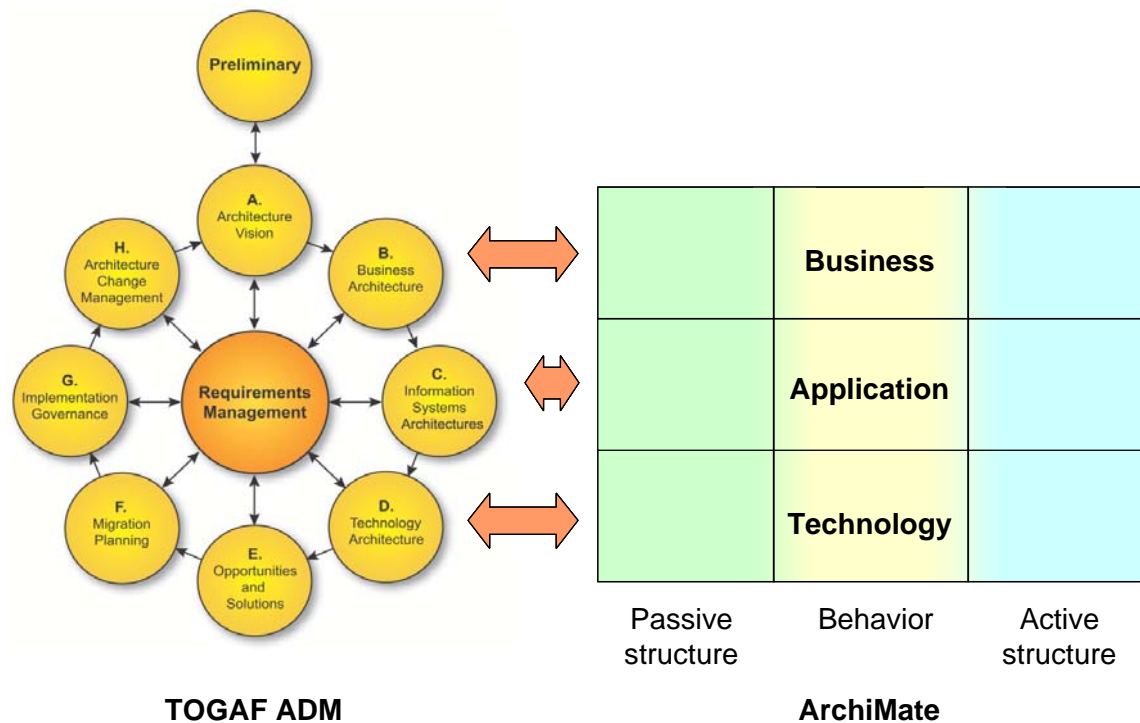 Preliminary
A.
Architecture
Vision
B.
Business
Architecture
C.
Information
Systems
Architectures
D.
Technology
Architecture
E.
Opportunities
and
Solutions
F.
Migration
Planning
G.
Implementation
Governance
H.
Architecture
Change
Management
Requirements
Management
TOGAF ADM
Business
Application
Technology
Passive
structure
Behavior
Active
structure
ArchiMate